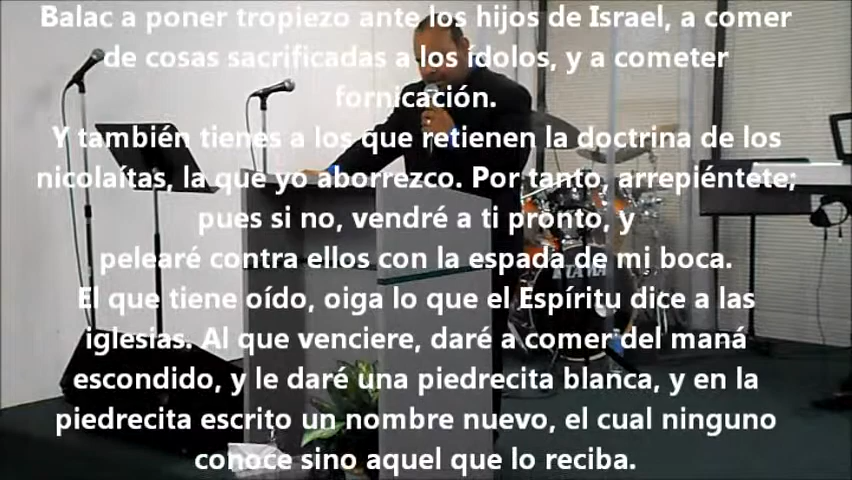 Balac a poner tropiezo ante los hijos de Israel, a comer
de cosas sacrificadas a los ídolos, y a cometer
fornicación.
Y también tienes a los que retienen la doctrina de los
nicolaítas, la que yo aborrezco. Por tanto, arrepiéntete;
pues si no, vendré a ti pronto, y
pelearé contra ellos con la espada de mi boca.
El que tiene oído, oiga lo que el Espíritu dice a las
iglesias. Al que venciere, daré a comer del maná
escondido, y le daré una piedrecita blanca, y en la
piedrecita escrito un nombre nuevo, el cual ninguno
conoce sino aquel que lo reciba.
TAMA